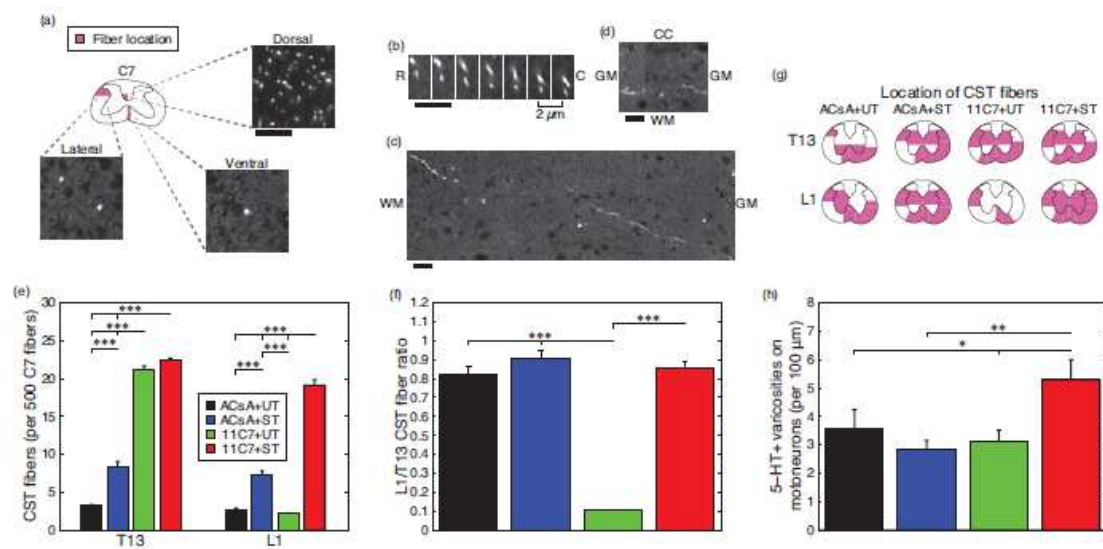 (a)
Fiber location
C7
Dorsal
Lateral
Ventral
(b)
R
C
2 µm
(d)
CC
GM
GM
WM
(c)
WM
GM
(g)
Location of CST fibers
ACsA+UT ACsA+ST 11C7+UT 11C7+ST
T13
L1
(e)
CST fibers (per 500 C7 fibers)
30
25
20
15
10
5
0
***
***
***
***
***
***
ACsA+UT
ACsA+ST
11C7+UT
11C7+ST
T13
L1
(f)
L1/T13 CST fiber ratio
1.2
1.1
1
0.9
0.8
0.7
0.6
0.5
0.4
0.3
0.2
0.1
0
***
***
(h)
5-HT+ varicosities on
motoneurons (per 100 µm)
8
7
6
5
4
3
2
1
0
**
*